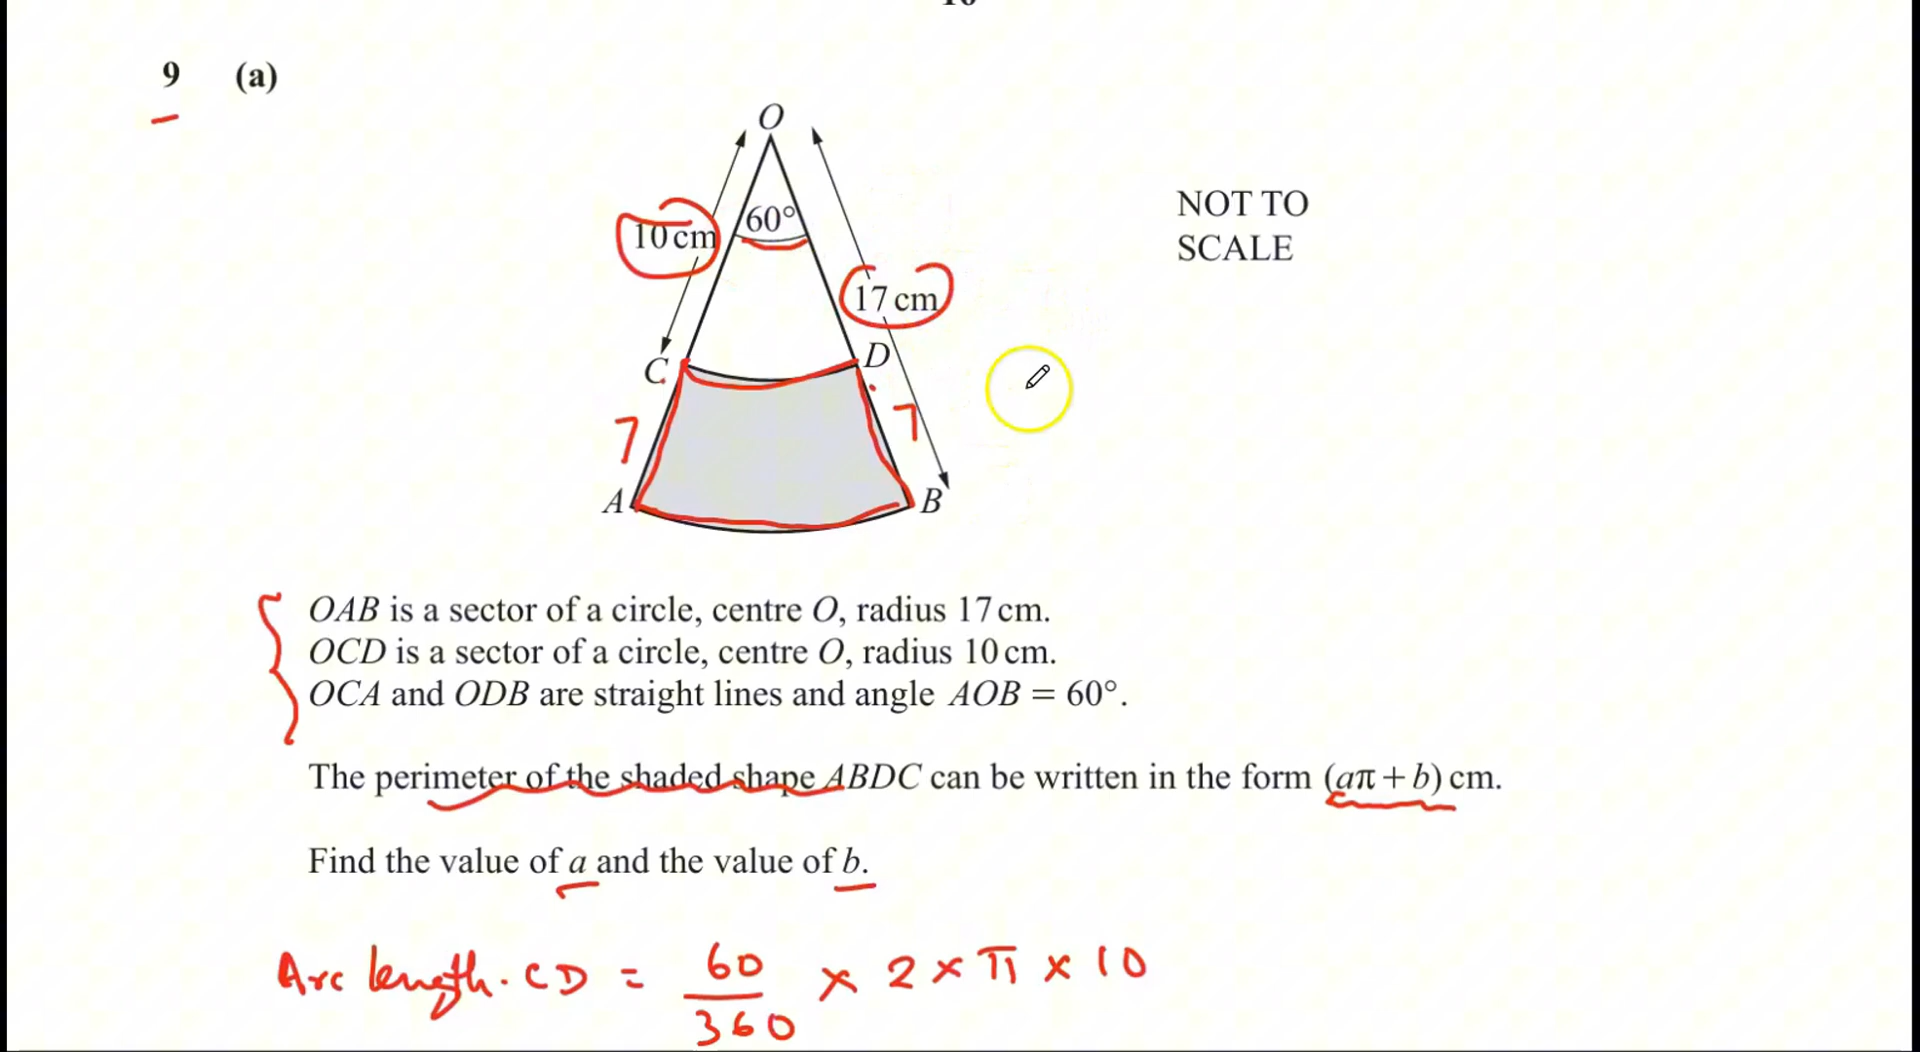 9 (a)
O
60°
10 cm
17 cm
NOT TO
SCALE
C
D
7
7
A
B
OAB is a sector of a circle, centre O, radius 17 cm.
OCD is a sector of a circle, centre O, radius 10 cm.
OCA and ODB are straight lines and angle AOB = 60°.
The perimeter of the shaded shape ABDC can be written in the form (aπ + b) cm.
Find the value of a and the value of b.
Arc length. CD = 60/360 × 2 × π × 10